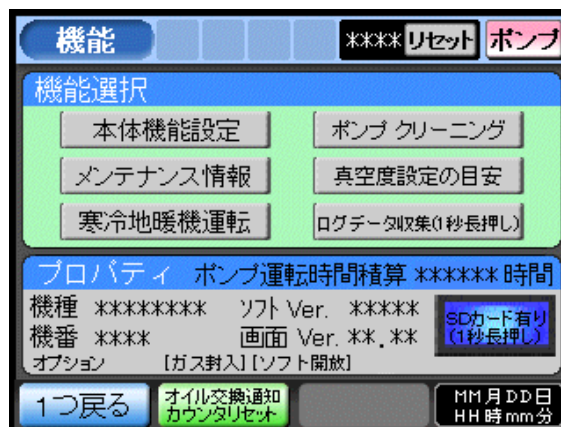 機能 **** リセット ポンプ
機能選択
本体機能設定 ポンプ クリーニング
メンテナンス情報 真空度設定の目安
寒冷地暖機運転 ログデータ収集(1秒長押し)
プロパティ ポンプ運転時間積算 ****** 時間
機種 ******** ソフト Ver. *****
機番 **** 画面 Ver. **.**
SDカード有り
(1秒長押し)
オプション [ガス封入] [ソフト開放]
1つ戻る
オイル交換通知
カウンタリセット
MM月DD日
HH時mm分